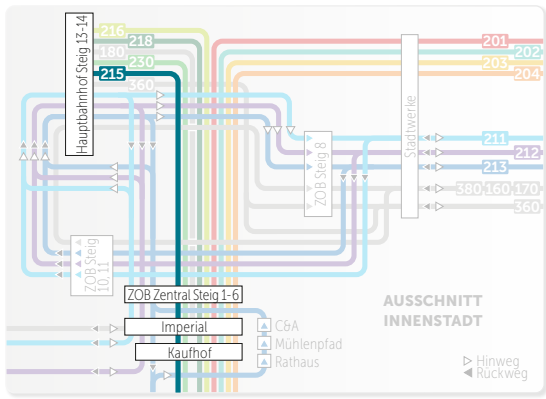 Hauptbahnhof Steig 13-14
216
218
180
230
215
360
201
202
203
204
Stadtwerke
ZOB Steig 8
211
212
213
380 160 170
360
ZOB Steig
10, 11
ZOB Zentral Steig 1-6
Imperial
Kaufhof
C&A
Mühlenpfad
Rathaus
AUSSCHNITT
INNENSTADT
Hinweg
Rückweg